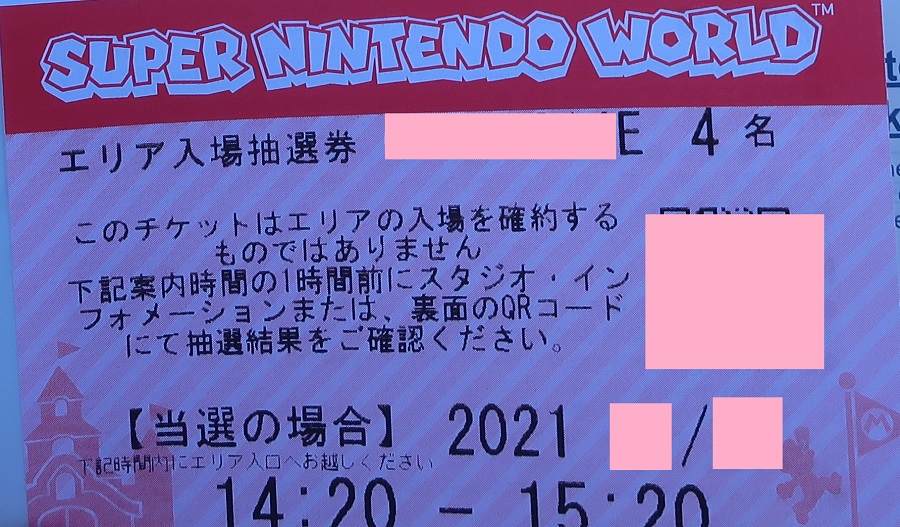 SUPER NINTENDO WORLD™
エリア入場抽選券 E 4名
このチケットはエリアの入場を確約する
ものではありません
下記案内時間の1時間前にスタジオ・イン
フォメーションまたは、裏面のQRコード
にて抽選結果をご確認ください。
【当選の場合】 2021 /
下記時間内にエリア入口へお越しください
14:20 - 15:20